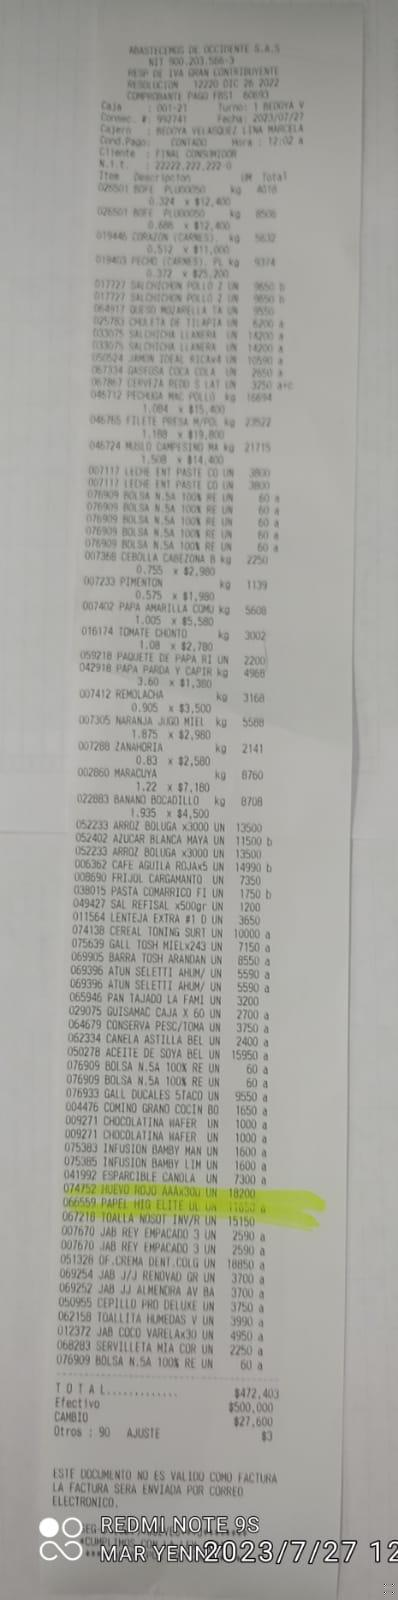 ABASTECEMOS DE OCCIDENTE S.A.S
NIT 900.203.566-3
RESP DE IVA GRAN CONTRIBUYENTE
RESOLUCION 12220 DIC 26 2022
COMPROBANTE PAGO FBS1 60693
Caja : 001-21 Turno: 1 BEDOYA V
Consec. #: 992741 Fecha: 2023/07/27
Cajero : BEDOYA VELASQUEZ LINA MARCELA
Cond.Pago: CONTADO Hora : 12:02 a
Cliente : FINAL CONSUMIDOR
N.i.t. : 22222.222.222-0
Item Descripcion UM Total
026501 BOFE PLU00050 kg 4018
0.324 x $12,400
026501 BOFE PLU00050 kg 8506
0.686 x $12,400
019446 CORAZON (CARNES). kg 5632
0.512 x $11,000
019403 PECHO (CARNES). PL kg 9374
0.372 x $25,200
017727 SALCHICHON POLLO Z UN 9650 b
017727 SALCHICHON POLLO Z UN 9650 b
064917 QUESO MOZARELLA TA UN 9550
025783 CHULETA DE TILAPIA UN 6200 a
033075 SALCHICHA LLANERA UN 14200 a
033075 SALCHICHA LLANERA UN 14200 a
050524 JAMON IDEAL RICAx4 UN 10590 a
067334 GASEOSA COCA COLA UN 2650 a
067867 CERVEZA REDD S LAT UN 3250 a+c
046712 PECHUGA MAC POLLO kg 16694
1.084 x $15,400
046765 FILETE PRESA M/POL kg 23522
1.188 x $19,800
046724 MUSLO CAMPESINO MA kg 21715
1.508 x $14,400
007117 LECHE ENT PASTE CO UN 3800
007117 LECHE ENT PASTE CO UN 3800
076909 BOLSA N.5A 100% RE UN 60 a
076909 BOLSA N.5A 100% RE UN 60 a
076909 BOLSA N.5A 100% RE UN 60 a
076909 BOLSA N.5A 100% RE UN 60 a
076909 BOLSA N.5A 100% RE UN 60 a
007368 CEBOLLA CABEZONA B kg 2250
0.755 x $2,980
007233 PIMENTON kg 1139
0.575 x $1,980
007402 PAPA AMARILLA COMU kg 5608
1.005 x $5,580
016174 TOMATE CHONTO kg 3002
1.08 x $2,780
059218 PAQUETE DE PAPA RI UN 2200
042918 PAPA PARDA Y CAPIR kg 4968
3.60 x $1,380
007412 REMOLACHA kg 3168
0.905 x $3,500
007305 NARANJA JUGO MIEL kg 5588
1.875 x $2,980
007288 ZANAHORIA kg 2141
0.83 x $2,580
002860 MARACUYA kg 8760
1.22 x $7,180
022883 BANANO BOCADILLO kg 8708
1.935 x $4,500
052233 ARROZ BOLUGA x3000 UN 13500
052402 AZUCAR BLANCA MAYA UN 11500 b
052233 ARROZ BOLUGA x3000 UN 13500
006362 CAFE AGUILA ROJAx5 UN 14990 b
008690 FRIJOL CARGAMANTO UN 7350
038015 PASTA COMARRICO FI UN 1750 b
049427 SAL REFISAL x500gr UN 1200
011564 LENTEJA EXTRA #1 D UN 3650
074138 CEREAL TONING SURT UN 10000 a
075639 GALL TOSH MIELx243 UN 7150 a
069905 BARRA TOSH ARANDAN UN 8550 a
069396 ATUN SELETTI AHUM/ UN 5590 a
069396 ATUN SELETTI AHUM/ UN 5590 a
065946 PAN TAJADO LA FAMI UN 3200
029075 GUISAMAC CAJA X 60 UN 2700 a
064679 CONSERVA PESC/TOMA UN 3750 a
062334 CANELA ASTILLA BEL UN 2400 a
050278 ACEITE DE SOYA BEL UN 15950 a
076909 BOLSA N.5A 100% RE UN 60 a
076909 BOLSA N.5A 100% RE UN 60 a
076933 GALL DUCALES 5TACO UN 9550 a
004476 COMINO GRANO COCIN BO 1650 a
009271 CHOCOLATINA WAFER UN 1000 a
009271 CHOCOLATINA WAFER UN 1000 a
075383 INFUSION BAMBY MAN UN 1600 a
075385 INFUSION BAMBY LIM UN 1600 a
041992 ESPARCIBLE CANOLA UN 7300 a
074752 HUEVO ROJO AAAx30U UN 18200
066559 PAPEL HIG ELITE UL UN a
067218 TOALLA NOSOT INV/R UN 15150
007670 JAB REY EMPACADO 3 UN 2590 a
007670 JAB REY EMPACADO 3 UN 2590 a
051328 OF.CREMA DENT.COLG UN 18850 a
069254 JAB J/J RENOVAD GR UN 3700 a
069252 JAB JJ ALMENDRA AV BA 3700 a
050955 CEPILLO PRO DELUXE UN 3750 a
062158 TOALLITA HUMEDAS V UN 3990 a
012372 JAB COCO VARELAx30 UN 4950 a
068283 SERVILLETA MIA COR UN 2250 a
076909 BOLSA N.5A 100% RE UN 60 a
TOTAL............. $472,403
Efectivo $500,000
CAMBIO $27,600
Otros : 90 AJUSTE $3
ESTE DOCUMENTO NO ES VALIDO COMO FACTURA
LA FACTURA SERA ENVIADA POR CORREO
ELECTRONICO.
REDMI NOTE 9S
MAR YENN 2023/7/27 12